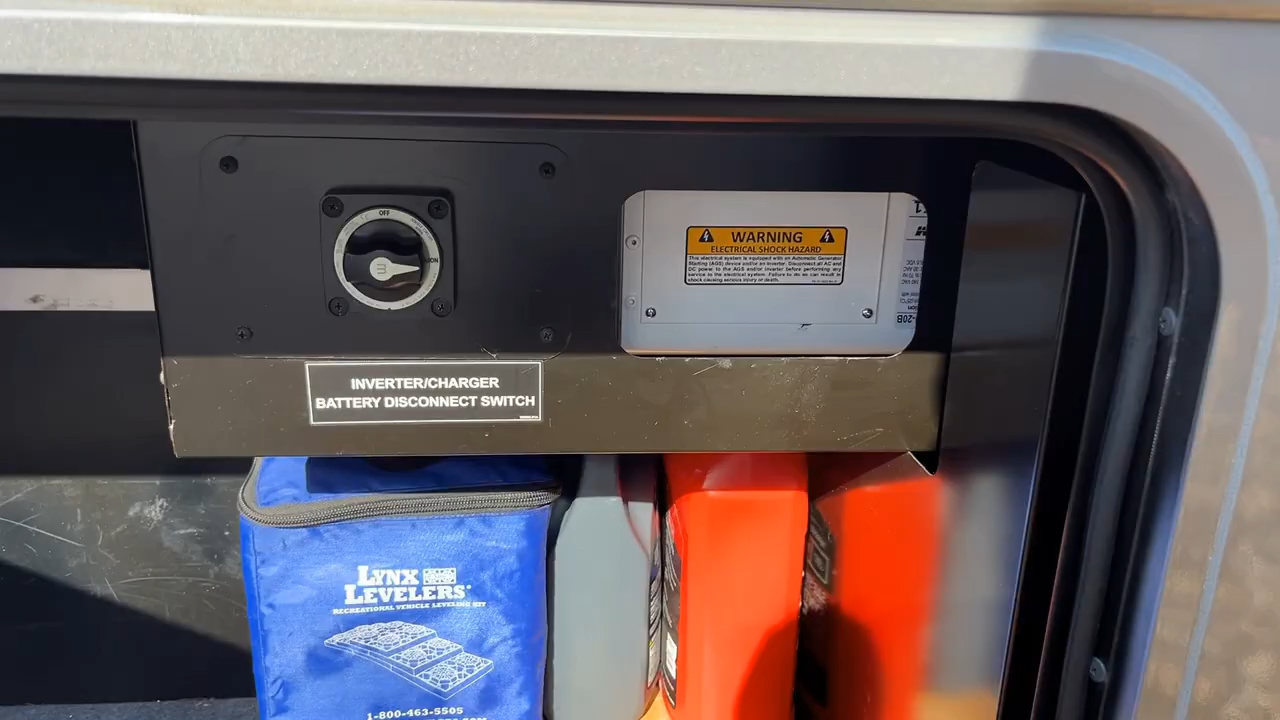 OFF
ON
WARNING
ELECTRICAL SHOCK HAZARD
This electrical system is equipped with an Automatic Generator
Starting (AGS) device and/or an inverter. Disconnect all AC and
DC power to the AGS and/or inverter before performing any
service to the electrical system. Failure to do so can result in
shock causing serious injury or death.
-20B
INVERTER/CHARGER
BATTERY DISCONNECT SWITCH
LYNX
LEVELERS
RECREATIONAL VEHICLE LEVELING KIT
1-800-463-5505